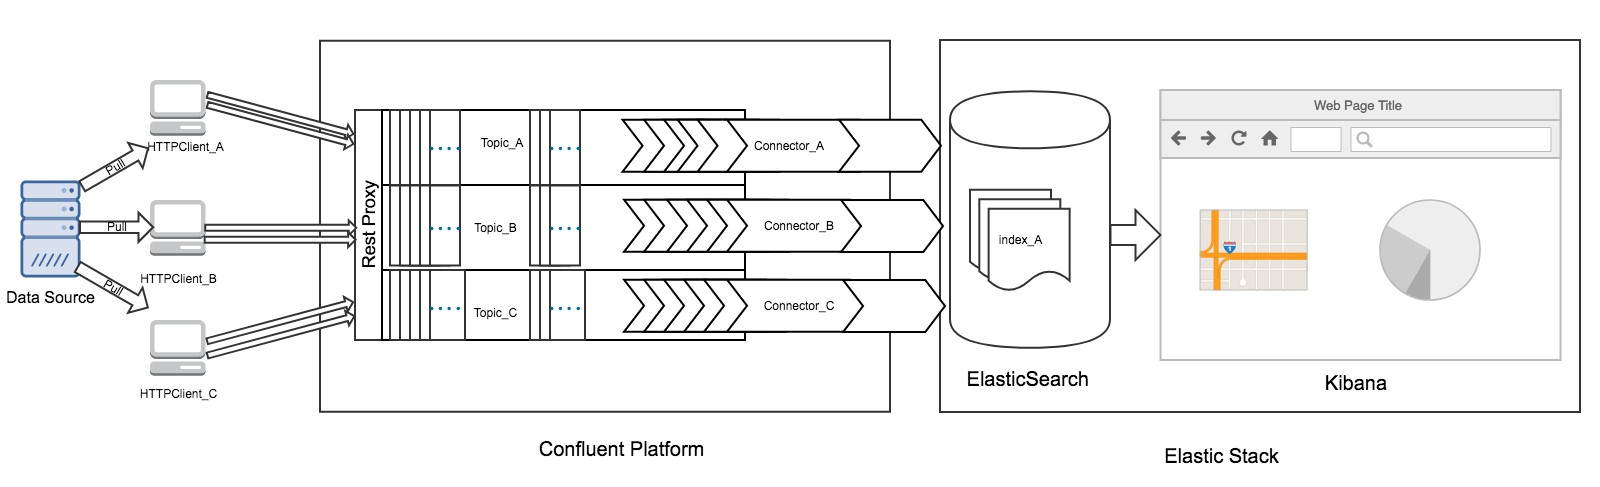 Data Source
Pull
Pull
Pull
HTTPClient_A
HTTPClient_B
HTTPClient_C
Rest Proxy
Topic_A
Topic_B
Topic_C
Connector_A
Connector_B
Connector_C
Confluent Platform
index_A
ElasticSearch
Web Page Title
Kibana
Elastic Stack